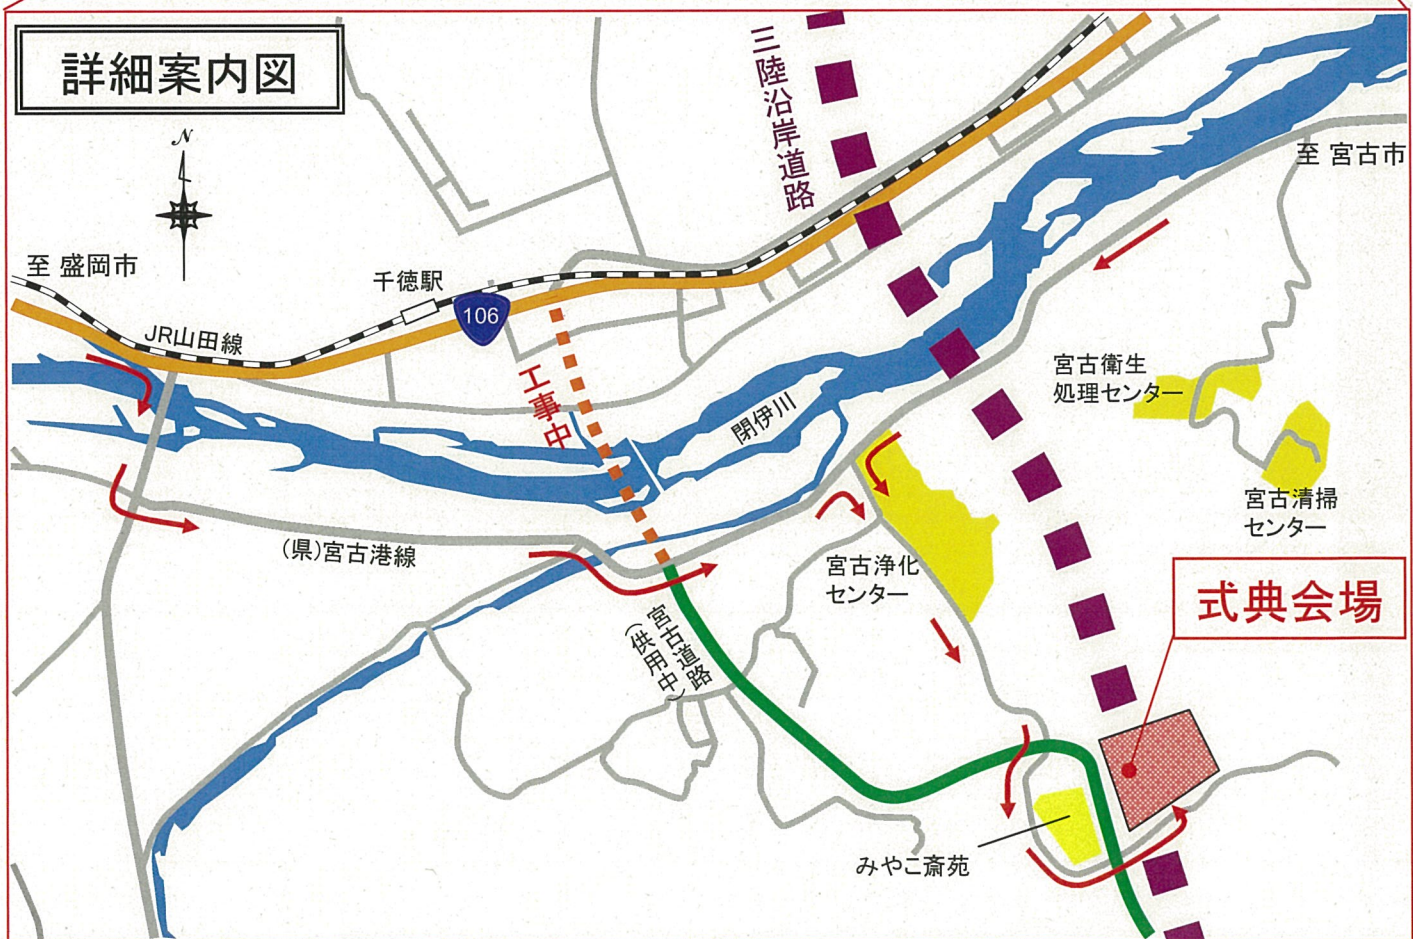 詳細案内図
N
三陸沿岸道路
至 宮古市
至 盛岡市
千徳駅
106
JR山田線
工事中
閉伊川
宮古衛生
処理センター
宮古清掃
センター
(県)宮古港線
宮古浄化
センター
式典会場
宮古道路
(供用中)
みやこ斎苑